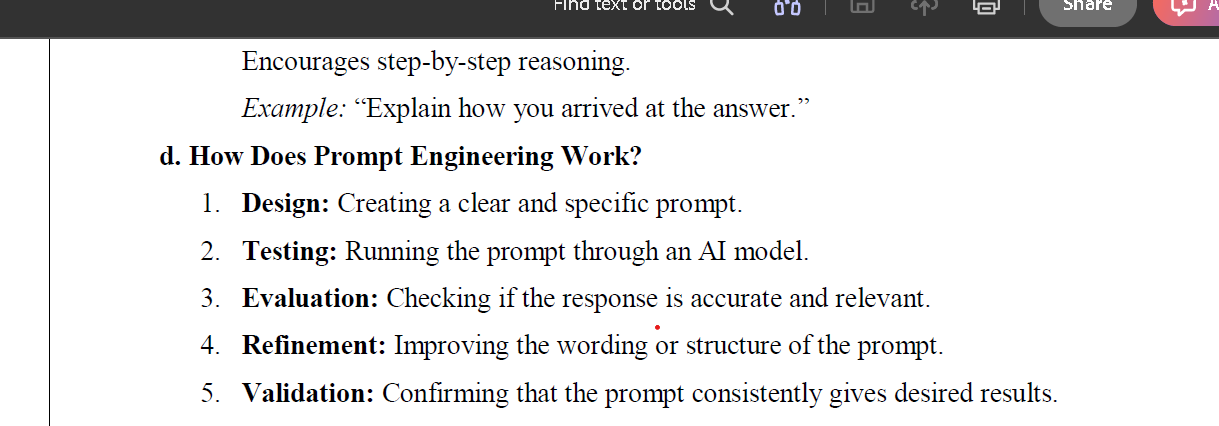 Find text or tools
Share
A
Encourages step-by-step reasoning.
Example: “Explain how you arrived at the answer.”
d. How Does Prompt Engineering Work?
1. Design: Creating a clear and specific prompt.
2. Testing: Running the prompt through an AI model.
3. Evaluation: Checking if the response is accurate and relevant.
4. Refinement: Improving the wording or structure of the prompt.
5. Validation: Confirming that the prompt consistently gives desired results.